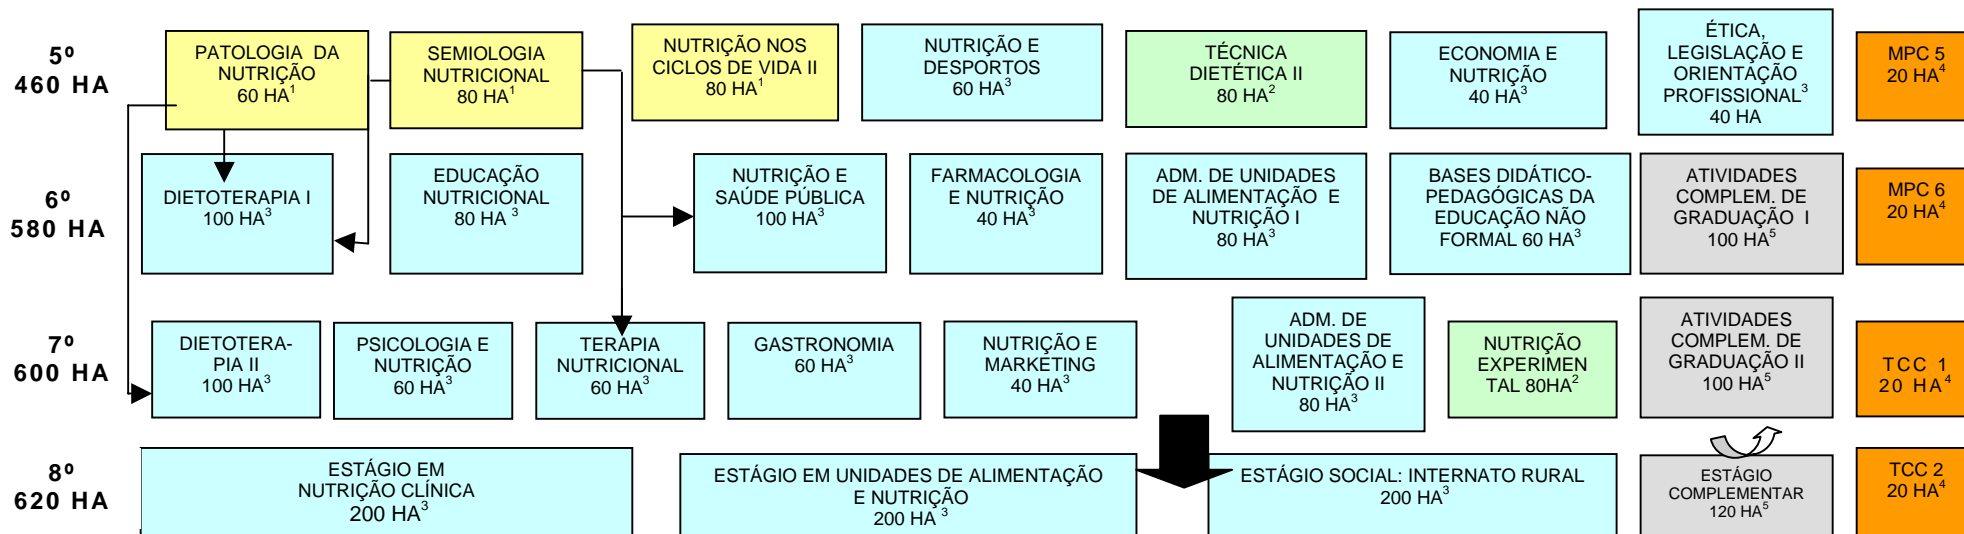 5º
460 HA
PATOLOGIA DA
NUTRIÇÃO
60 HA¹
SEMIOLOGIA
NUTRICIONAL
80 HA¹
NUTRIÇÃO NOS
CICLOS DE VIDA II
80 HA¹
NUTRIÇÃO E
DESPORTOS
60 HA³
TÉCNICA
DIETÉTICA II
80 HA²
ECONOMIA E
NUTRIÇÃO
40 HA³
ÉTICA,
LEGISLAÇÃO E
ORIENTAÇÃO
PROFISSIONAL³
40 HA
MPC 5
20 HA⁴
6º
580 HA
DIETOTERAPIA I
100 HA³
EDUCAÇÃO
NUTRICIONAL
80 HA ³
NUTRIÇÃO E
SAÚDE PÚBLICA
100 HA³
FARMACOLOGIA
E NUTRIÇÃO
40 HA³
ADM. DE UNIDADES
DE ALIMENTAÇÃO E
NUTRIÇÃO I
80 HA³
BASES DIDÁTICO-
PEDAGÓGICAS DA
EDUCAÇÃO NÃO
FORMAL 60 HA³
ATIVIDADES
COMPLEM. DE
GRADUAÇÃO I
100 HA⁵
MPC 6
20 HA⁴
7º
600 HA
DIETOTERA-
PIA II
100 HA³
PSICOLOGIA E
NUTRIÇÃO
60 HA³
TERAPIA
NUTRICIONAL
60 HA³
GASTRONOMIA
60 HA³
NUTRIÇÃO E
MARKETING
40 HA³
ADM. DE
UNIDADES DE
ALIMENTAÇÃO E
NUTRIÇÃO II
80 HA³
NUTRIÇÃO
EXPERIMEN
TAL 80HA²
ATIVIDADES
COMPLEM. DE
GRADUAÇÃO II
100 HA⁵
TCC 1
20 HA⁴
8º
620 HA
ESTÁGIO EM
NUTRIÇÃO CLÍNICA
200 HA³
ESTÁGIO EM UNIDADES DE ALIMENTAÇÃO
E NUTRIÇÃO
200 HA ³
ESTÁGIO SOCIAL: INTERNATO RURAL
200 HA³
ESTÁGIO
COMPLEMENTAR
120 HA⁵
TCC 2
20 HA⁴